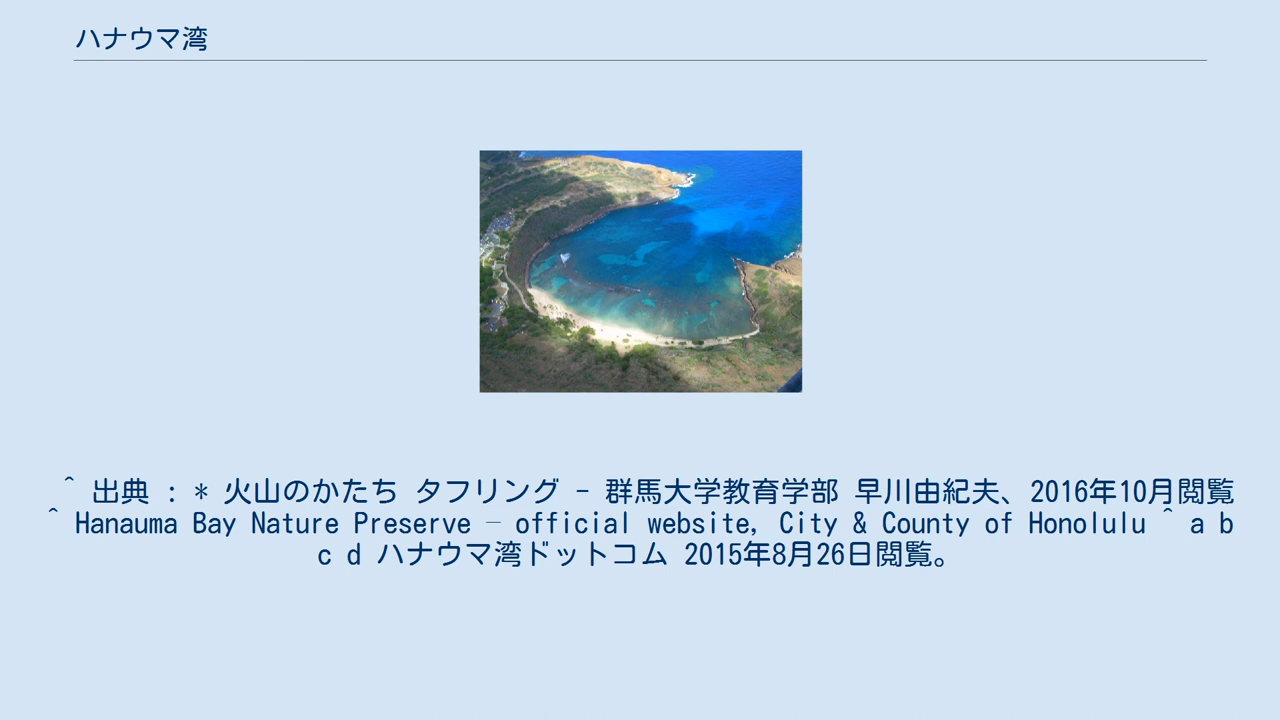 ハナウマ湾
^ 出典 : * 火山のかたち タフリング - 群馬大学教育学部 早川由紀夫、2016年10月閲覧
^ Hanauma Bay Nature Preserve – official website, City & County of Honolulu ^ a b
c d ハナウマ湾ドットコム 2015年8月26日閲覧。